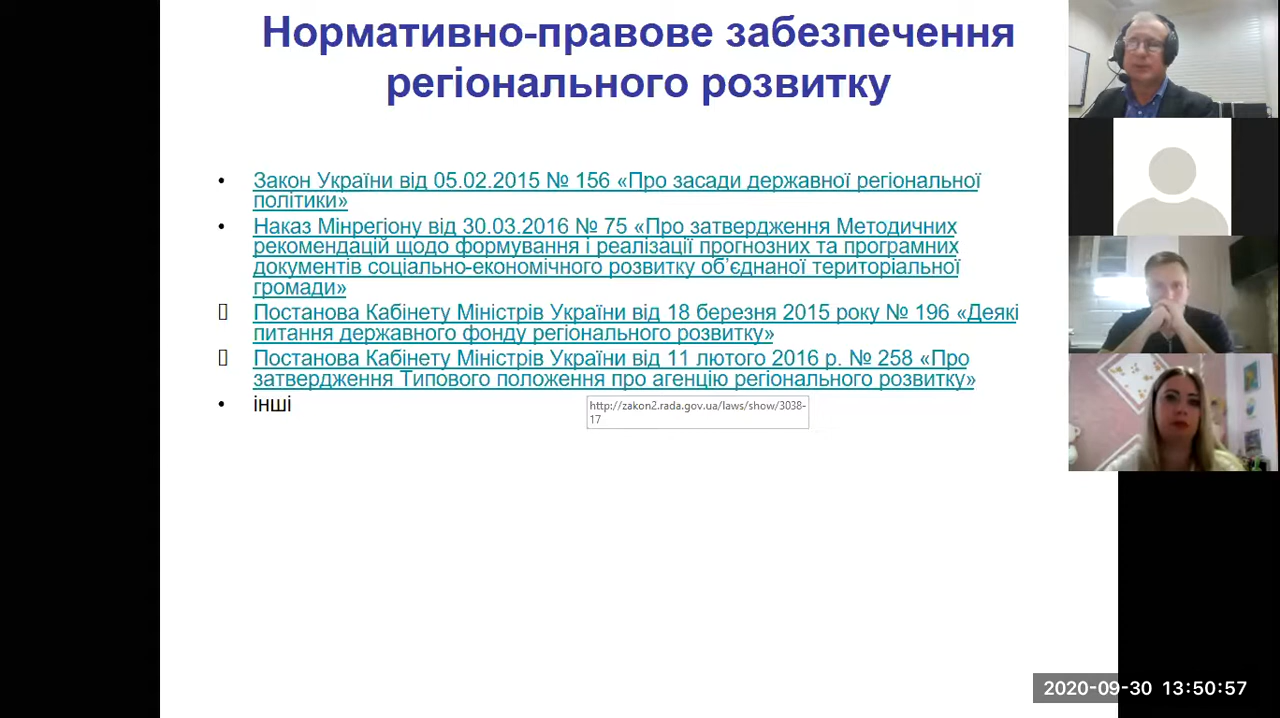 Нормативно-правове забезпечення
регіонального розвитку
• Закон України від 05.02.2015 № 156 «Про засади державної регіональної
політики»
• Наказ Мінрегіону від 30.03.2016 № 75 «Про затвердження Методичних
рекомендацій щодо формування і реалізації прогнозних та програмних
документів соціально-економічного розвитку об’єднаної територіальної
громади»
Постанова Кабінету Міністрів України від 18 березня 2015 року № 196 «Деякі
питання державного фонду регіонального розвитку»
Постанова Кабінету Міністрів України від 11 лютого 2016 р. № 258 «Про
затвердження Типового положення про агенцію регіонального розвитку»
• інші
http://zakon2.rada.gov.ua/laws/show/3038-
17
2020-09-30 13:50:57